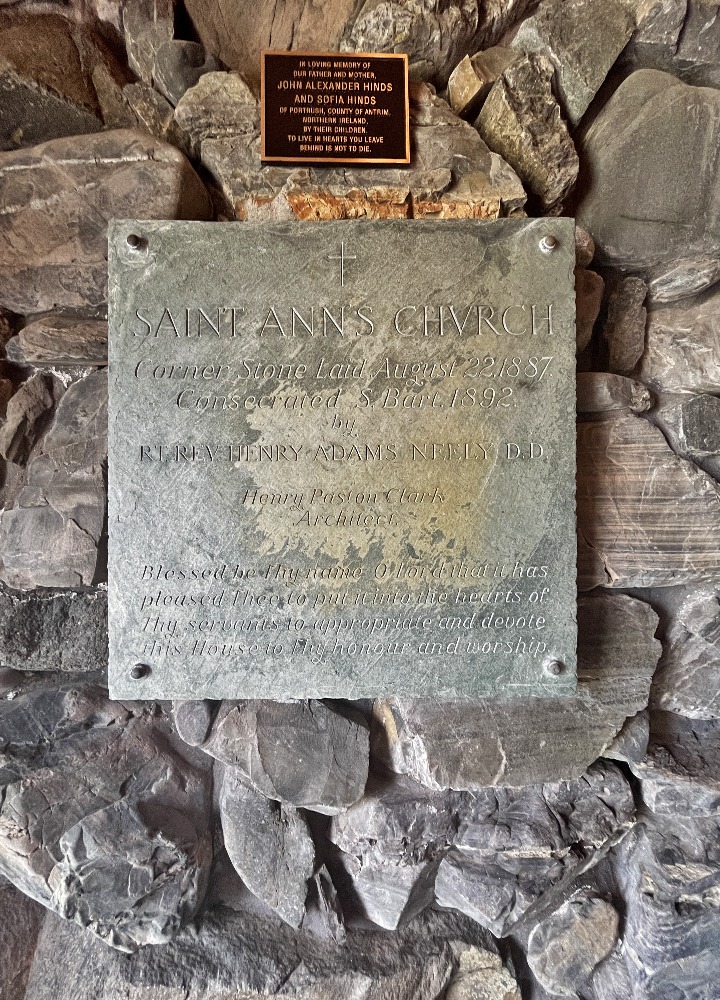 IN LOVING MEMORY OF
OUR FATHER AND MOTHER,
JOHN ALEXANDER HINDS
AND SOFIA HINDS
OF PORTRUSH, COUNTY OF ANTRIM,
NORTHERN IRELAND,
BY THEIR CHILDREN.
TO LIVE IN HEARTS YOU LEAVE
BEHIND IS NOT TO DIE.
SAINT ANN'S CHVRCH
Corner Stone Laid August 22, 1887
Consecrated S. Bart. 1892.
by
RT. REV. HENRY ADAMS NEELY, D.D.
Henry Paston Clark
Architect.
Blessed be Thy name O Lord that it has
pleased Thee to put it into the hearts of
Thy servants to appropriate and devote
this House to Thy honour and worship.